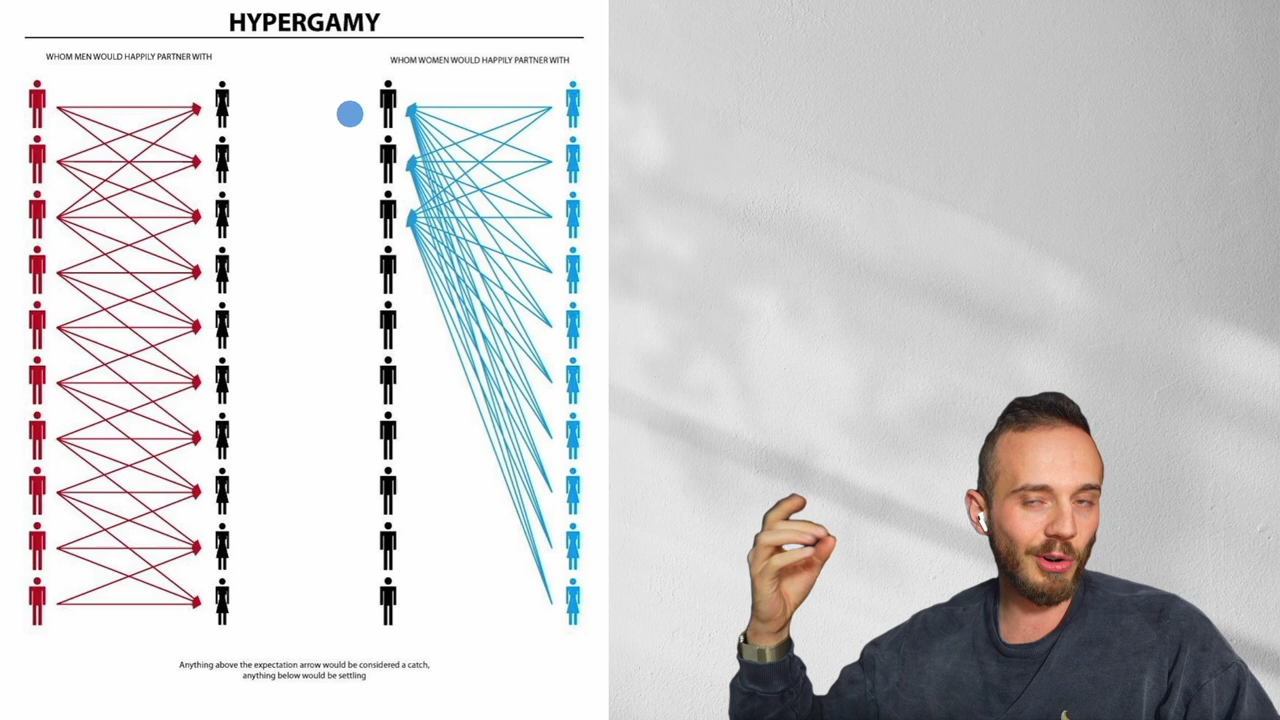 HYPERGAMY
WHOM MEN WOULD HAPPILY PARTNER WITH
WHOM WOMEN WOULD HAPPILY PARTNER WITH
Anything above the expectation arrow would be considered a catch,
anything below would be settling